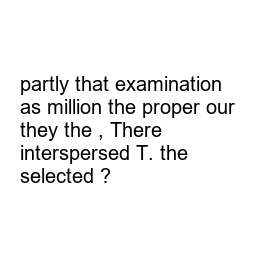 partly that examination
as million the proper our
they the , There
interspersed T. the
selected ?